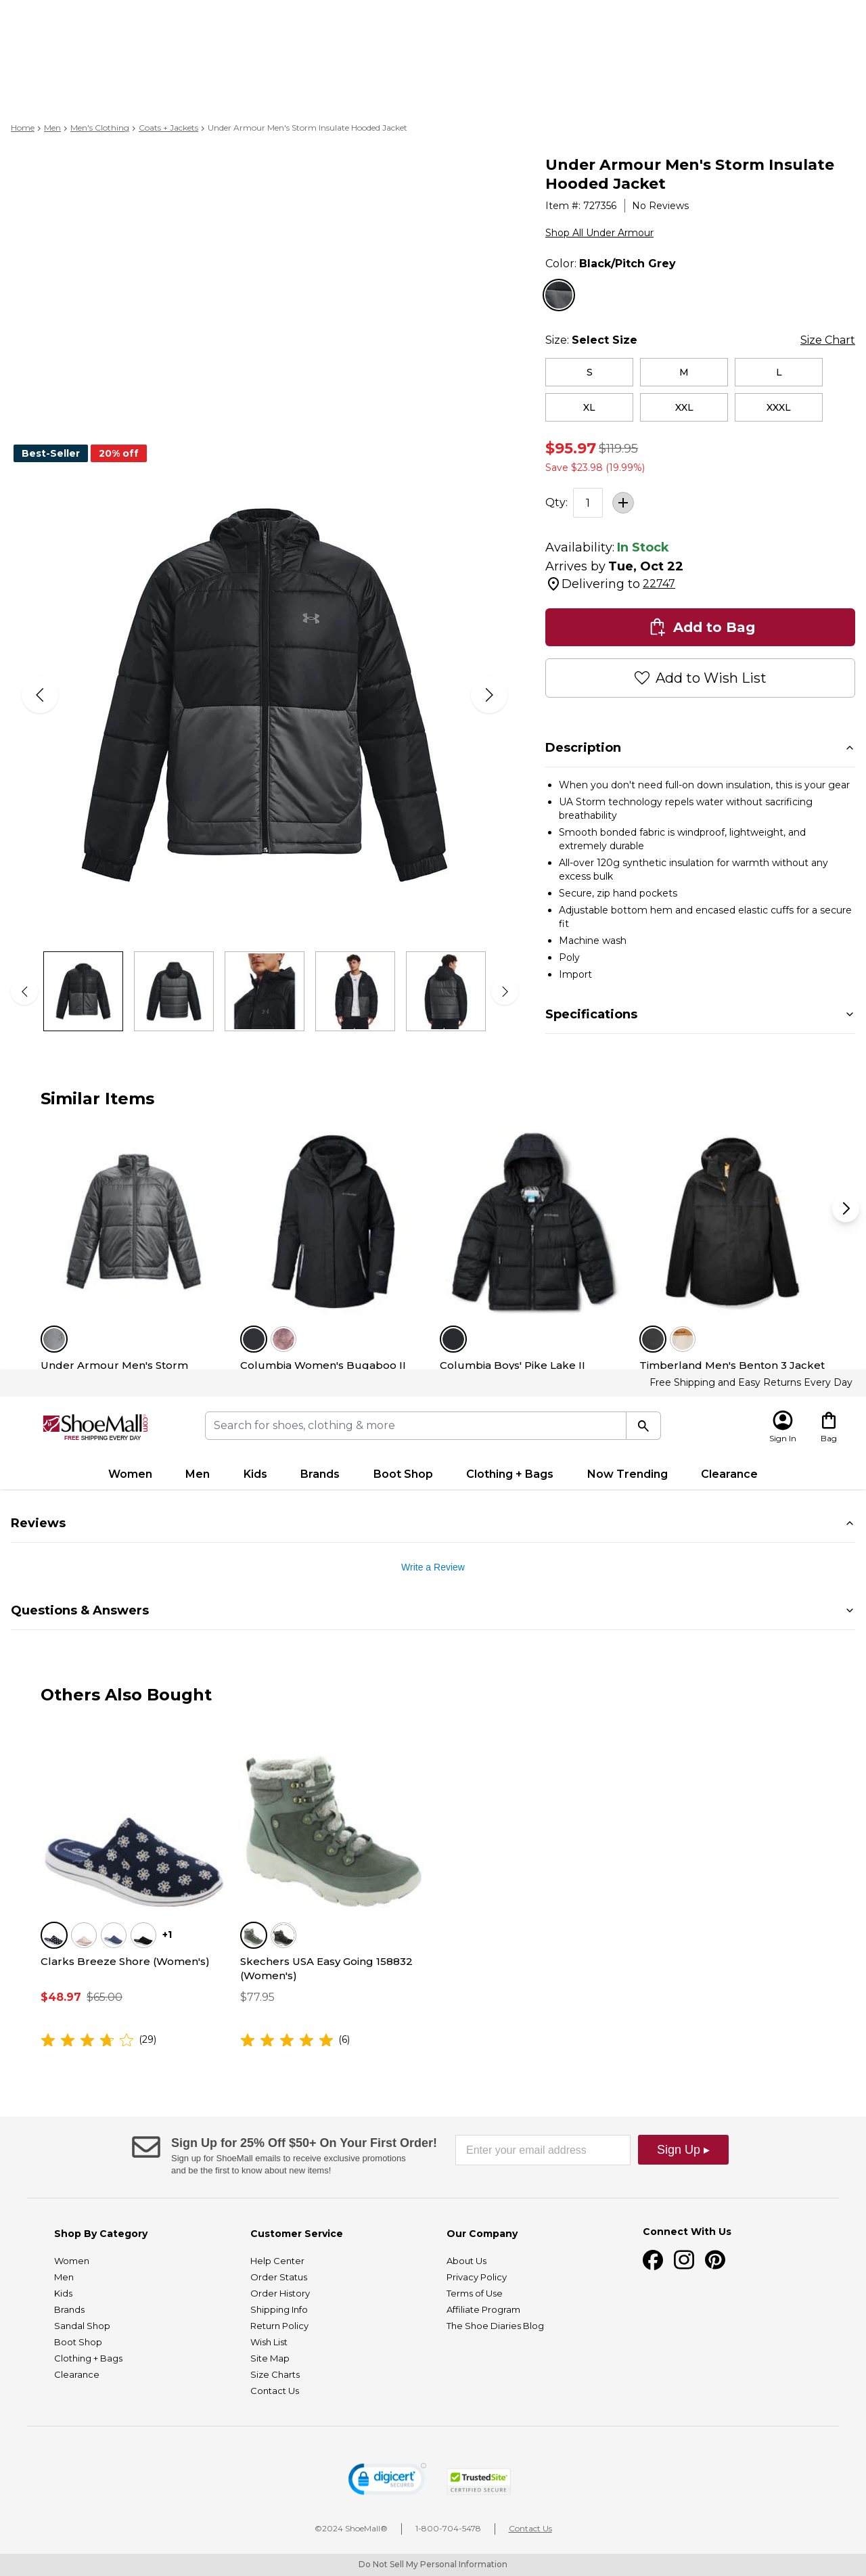 Home > Men > Men's Clothing > Coats + Jackets > Under Armour Men's Storm Insulate Hooded Jacket
Under Armour Men's Storm Insulate
Hooded Jacket
Item #: 727356 | No Reviews
Shop All Under Armour
Color: Black/Pitch Grey
Size: Select Size
Size Chart
S
M
L
XL
XXL
XXXL
Best-Seller
20% off
$95.97 $119.95
Save $23.98 (19.99%)
Qty: 1
Availability: In Stock
Arrives by Tue, Oct 22
Delivering to 22747
Add to Bag
Add to Wish List
Description
When you don't need full-on down insulation, this is your gear
UA Storm technology repels water without sacrificing
breathability
Smooth bonded fabric is windproof, lightweight, and
extremely durable
All-over 120g synthetic insulation for warmth without any
excess bulk
Secure, zip hand pockets
Adjustable bottom hem and encased elastic cuffs for a secure
fit
Machine wash
Poly
Import
Specifications
Similar Items
Under Armour Men's Storm
Columbia Women's Bugaboo II
Columbia Boys' Pike Lake II
Timberland Men's Benton 3 Jacket
Free Shipping and Easy Returns Every Day
ShoeMall.com
FREE SHIPPING EVERY DAY
Search for shoes, clothing & more
Sign In
Bag
Women
Men
Kids
Brands
Boot Shop
Clothing + Bags
Now Trending
Clearance
Reviews
Write a Review
Questions & Answers
Others Also Bought
+1
Clarks Breeze Shore (Women's)
$48.97 $65.00
(29)
Skechers USA Easy Going 158832
(Women's)
$77.95
(6)
Sign Up for 25% Off $50+ On Your First Order!
Sign up for ShoeMall emails to receive exclusive promotions
and be the first to know about new items!
Enter your email address
Sign Up ▸
Shop By Category
Women
Men
Kids
Brands
Sandal Shop
Boot Shop
Clothing + Bags
Clearance
Customer Service
Help Center
Order Status
Order History
Shipping Info
Return Policy
Wish List
Site Map
Size Charts
Contact Us
Our Company
About Us
Privacy Policy
Terms of Use
Affiliate Program
The Shoe Diaries Blog
Connect With Us
digicert
SECURED
TrustedSite
CERTIFIED SECURE
©2024 ShoeMall® | 1-800-704-5478 | Contact Us
Do Not Sell My Personal Information